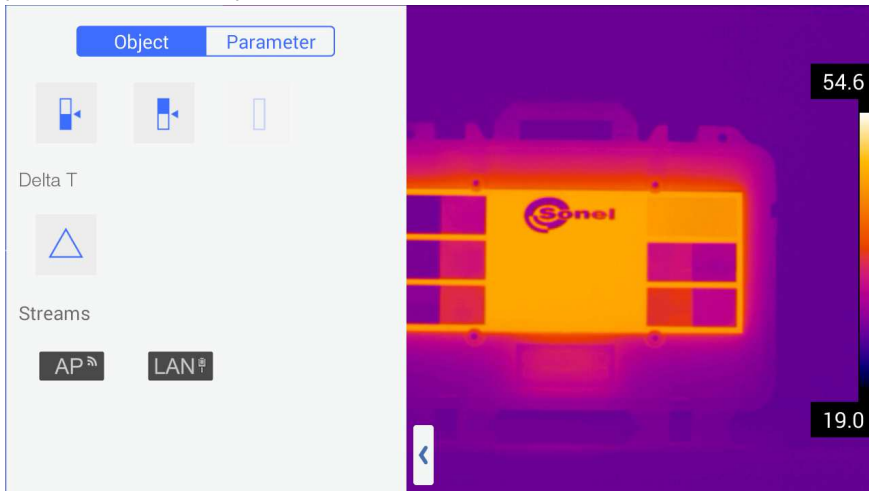 Object Parameter
Delta T
Streams
AP LAN
Sonel
54.6
19.0